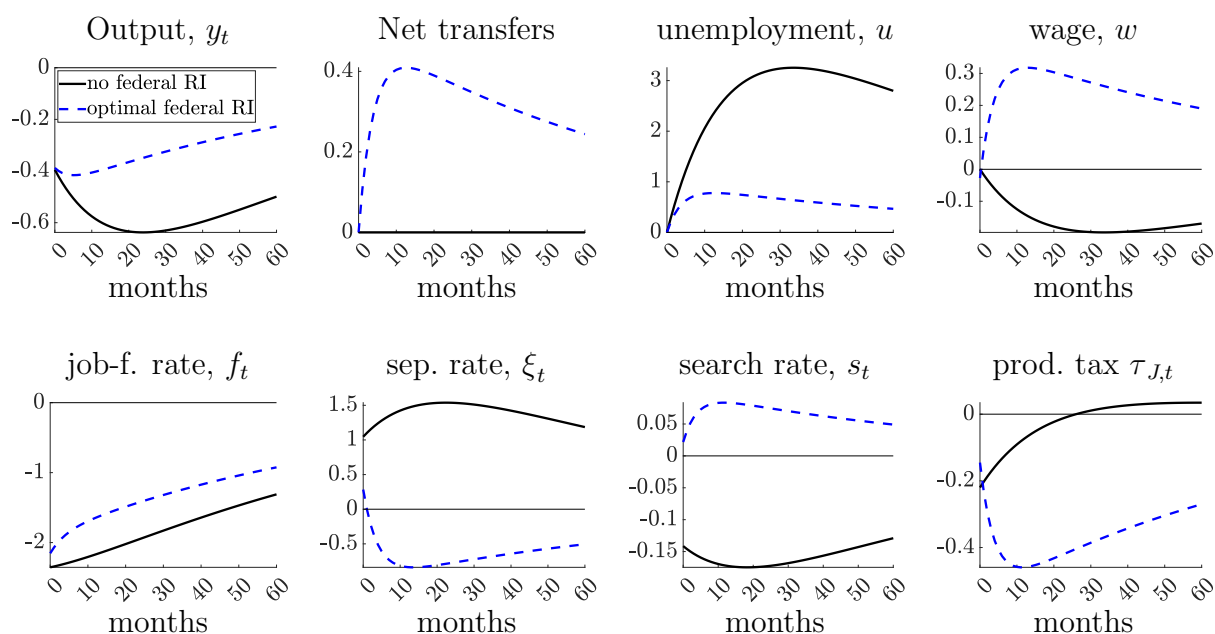 Output, y_t
0
-0.2
-0.4
-0.6
no federal RI
optimal federal RI
0 10 20 30 40 50 60
months
Net transfers
0.4
0.2
0
0 10 20 30 40 50 60
months
unemployment, u
3
2
1
0
0 10 20 30 40 50 60
months
wage, w
0.3
0.2
0.1
0
-0.1
0 10 20 30 40 50 60
months
job-f. rate, f_t
0
-1
-2
0 10 20 30 40 50 60
months
sep. rate, ξ_t
1.5
1
0.5
0
-0.5
0 10 20 30 40 50 60
months
search rate, s_t
0.05
0
-0.05
-0.1
-0.15
0 10 20 30 40 50 60
months
prod. tax τ_{J,t}
0
-0.2
-0.4
0 10 20 30 40 50 60
months